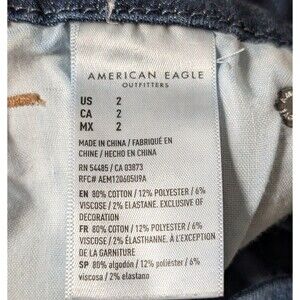 AMERICAN EAGLE
OUTFITTERS
US 2
CA 2
MX 2
MADE IN CHINA / FABRIQUÉ EN
CHINE / HECHO EN CHINA
RN 54485 / CA 03873
RFC# AEM120605U9A
EN 80% COTTON / 12% POLYESTER / 6%
VISCOSE / 2% ELASTANE. EXCLUSIVE OF
DECORATION
FR 80% COTON / 12% POLYESTER / 6%
VISCOSE / 2% ÉLASTHANNE. À L'EXCEPTION
DE LA GARNITURE
SP 80% algodón / 12% poliéster / 6%
viscosa / 2% elastano